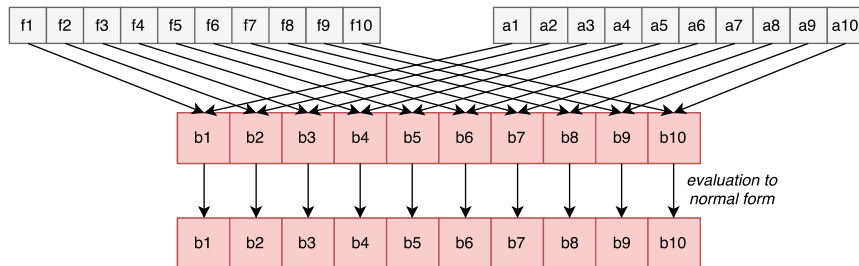 f1 f2 f3 f4 f5 f6 f7 f8 f9 f10 a1 a2 a3 a4 a5 a6 a7 a8 a9 a10
b1 b2 b3 b4 b5 b6 b7 b8 b9 b10
evaluation to
normal form
b1 b2 b3 b4 b5 b6 b7 b8 b9 b10